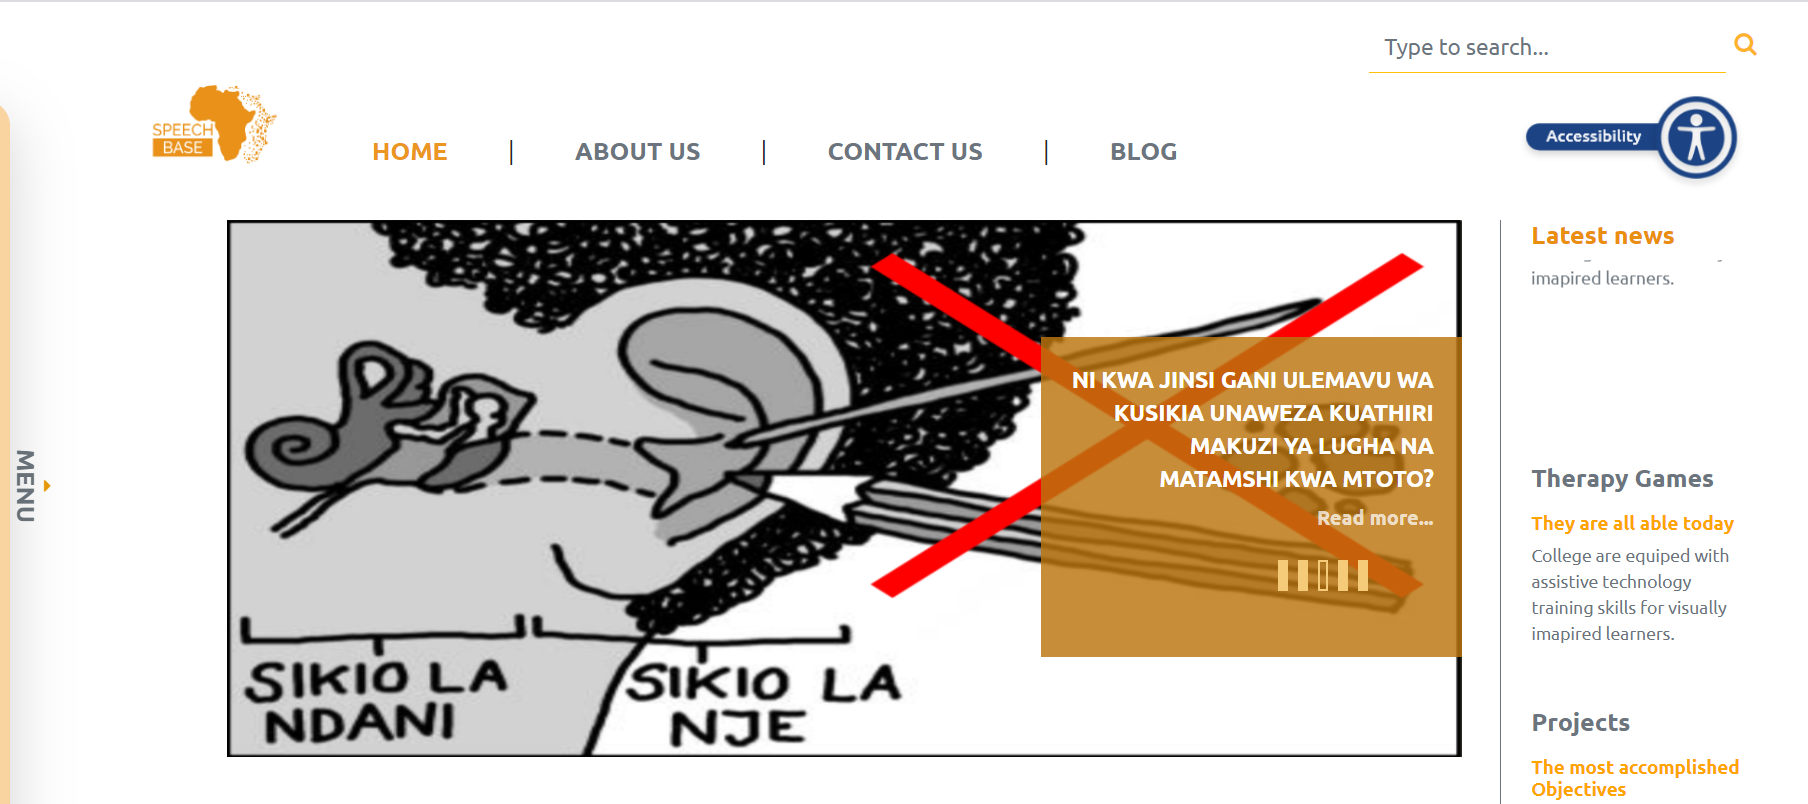 Type to search...
SPEECH
BASE
HOME
ABOUT US
CONTACT US
BLOG
Accessibility
MENU
NI KWA JINSI GANI ULEMAVU WA
KUSIKIA UNAWEZA KUATHIRI
MAKUZI YA LUGHA NA
MATAMSHI KWA MTOTO?
Read more...
SIKIO LA
NDANI
SIKIO LA
NJE
Latest news
imapired learners.
Therapy Games
They are all able today
College are equiped with
assistive technology
training skills for visually
imapired learners.
Projects
The most accomplished
Objectives